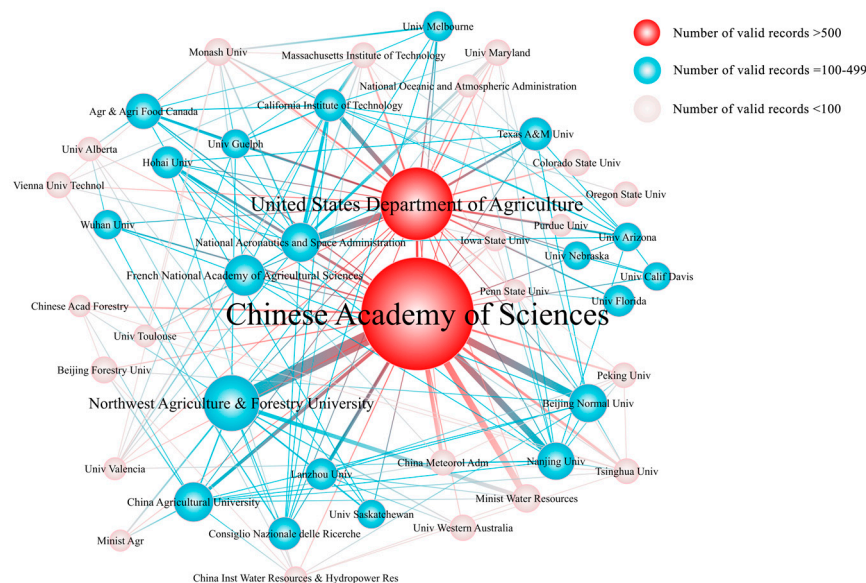 Univ Melbourne
Number of valid records >500
Monash Univ
Massachusetts Institute of Technology
Univ Maryland
Number of valid records =100-499
National Oceanic and Atmospheric Administration
Number of valid records <100
Agr & Agri Food Canada
California Institute of Technology
Texas A&M Univ
Univ Guelph
Univ Alberta
Hohai Univ
Colorado State Univ
Vienna Univ Technol
Oregon State Univ
United States Department of Agriculture
Wuhan Univ
Purdue Univ
National Aeronautics and Space Administration
Iowa State Univ
Univ Arizona
Univ Nebraska
French National Academy of Agricultural Sciences
Univ Calif Davis
Penn State Univ
Univ Florida
Chinese Acad Forestry
Chinese Academy of Sciences
Univ Toulouse
Beijing Forestry Univ
Peking Univ
Northwest Agriculture & Forestry University
Beijing Normal Univ
China Meteorol Adm
Nanjing Univ
Univ Valencia
Lanzhou Univ
Tsinghua Univ
China Agricultural University
Minist Water Resources
Univ Saskatchewan
Univ Western Australia
Consiglio Nazionale delle Ricerche
Minist Agr
China Inst Water Resources & Hydropower Res